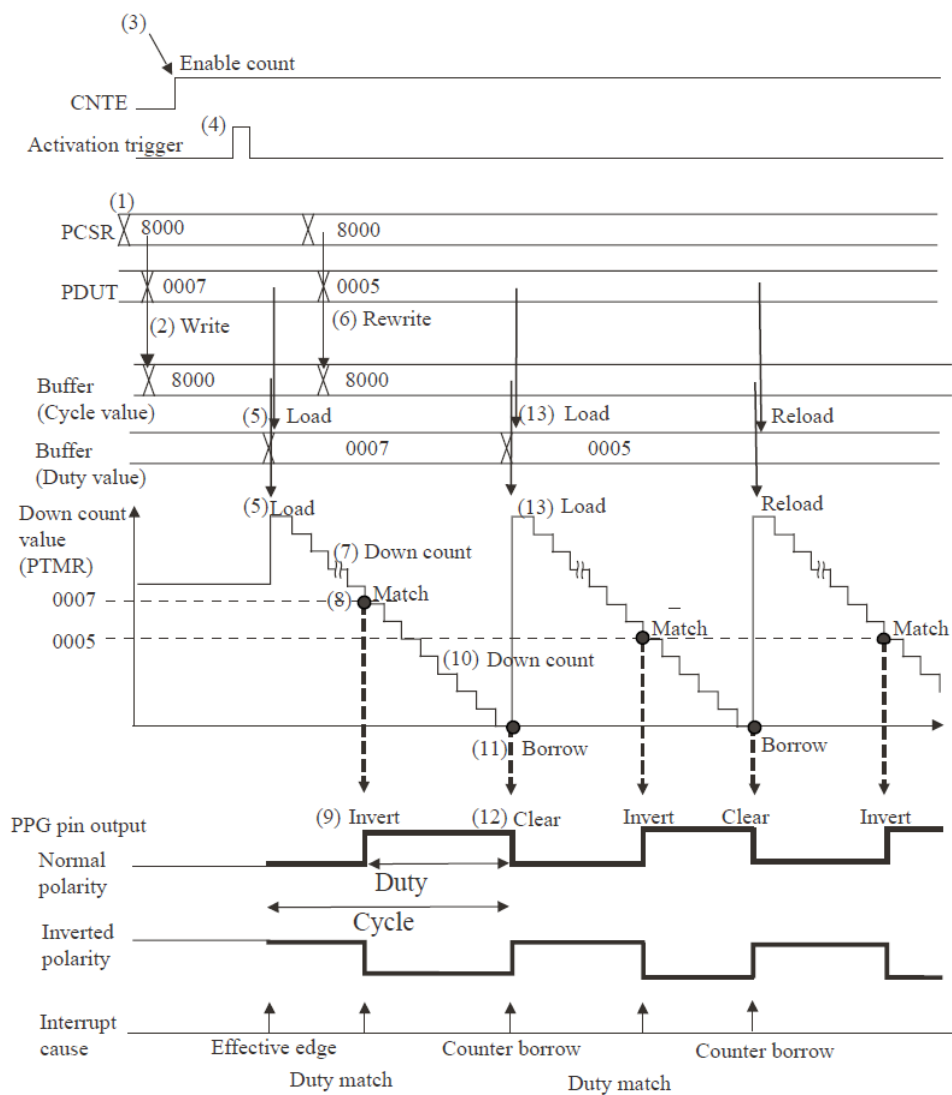 (3)
Enable count
CNTE
(4)
Activation trigger
(1)
PCSR 8000 8000
PDUT 0007 0005
(2) Write (6) Rewrite
Buffer 8000 8000
(Cycle value) (5) Load (13) Load Reload
Buffer 0007 0005
(Duty value)
Down count (5) Load (13) Load Reload
value
(PTMR) (7) Down count
0007 (8) Match
0005 Match Match
(10) Down count
(11) Borrow Borrow
PPG pin output (9) Invert (12) Clear Invert Clear Invert
Normal
polarity Duty
Cycle
Inverted
polarity
Interrupt
cause Effective edge Counter borrow Counter borrow
Duty match Duty match